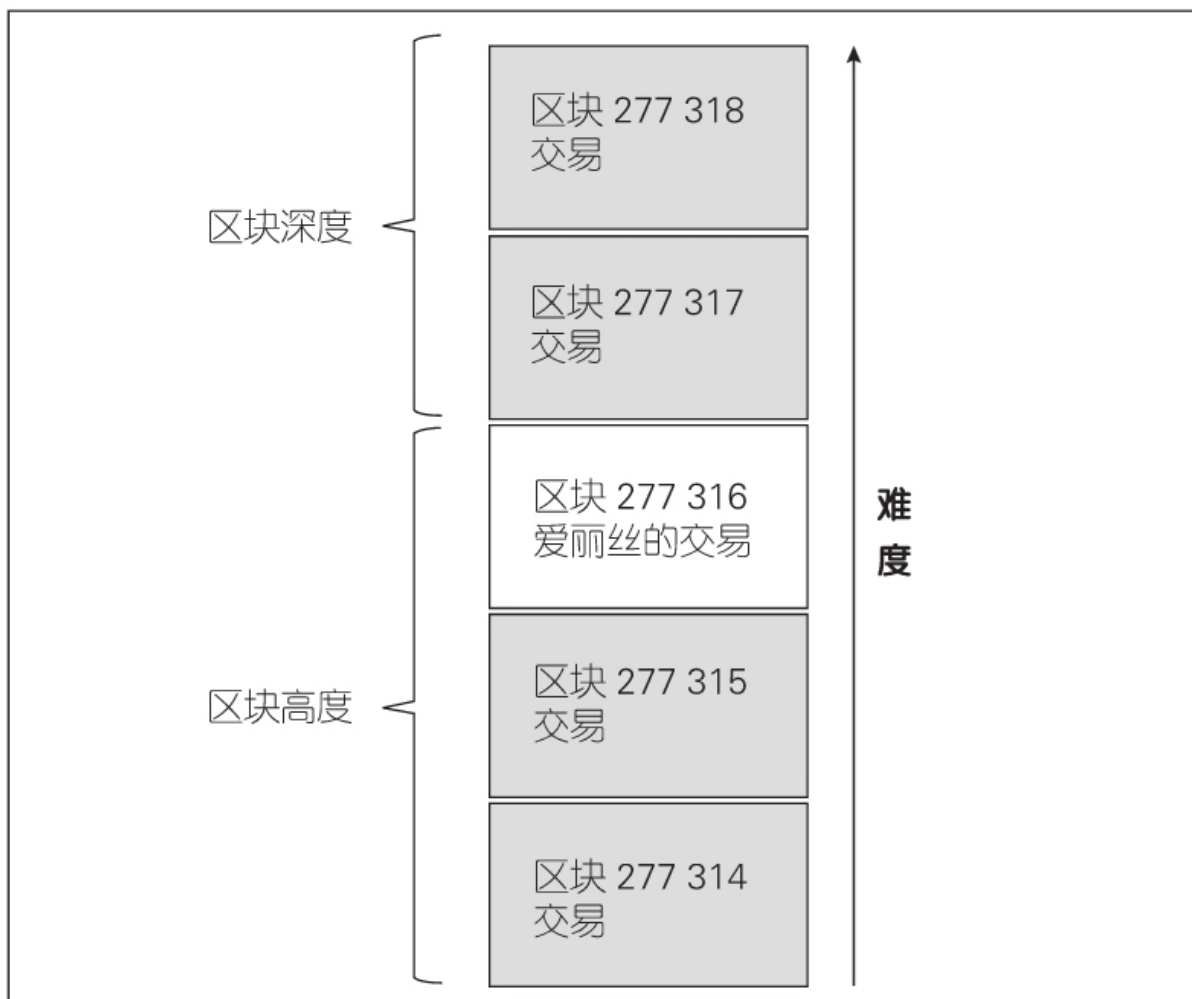 区块 277 318
交易
区块深度
区块 277 317
交易
区块 277 316
爱丽丝的交易
难
度
区块 277 315
交易
区块高度
区块 277 314
交易